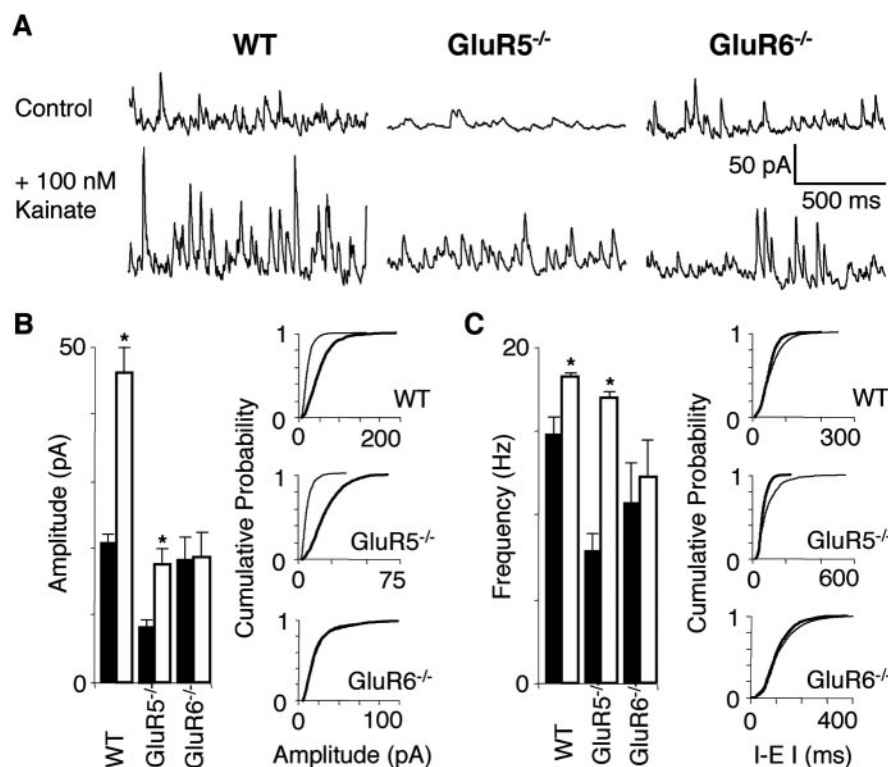 A
WT GluR5-/- GluR6-/-
Control
+ 100 nM
Kainate
50 pA
500 ms
B
50
0
Amplitude (pA)
*
*
WT
GluR5-/-
GluR6-/-
Cumulative Probability
1
0
200
WT
1
0
75
GluR5-/-
1
0
0 100
GluR6-/-
Amplitude (pA)
C
20
0
Frequency (Hz)
*
*
WT
GluR5-/-
GluR6-/-
Cumulative Probability
1
0
0 300
WT
1
0
0 600
GluR5-/-
1
0
0 400
GluR6-/-
I-E I (ms)